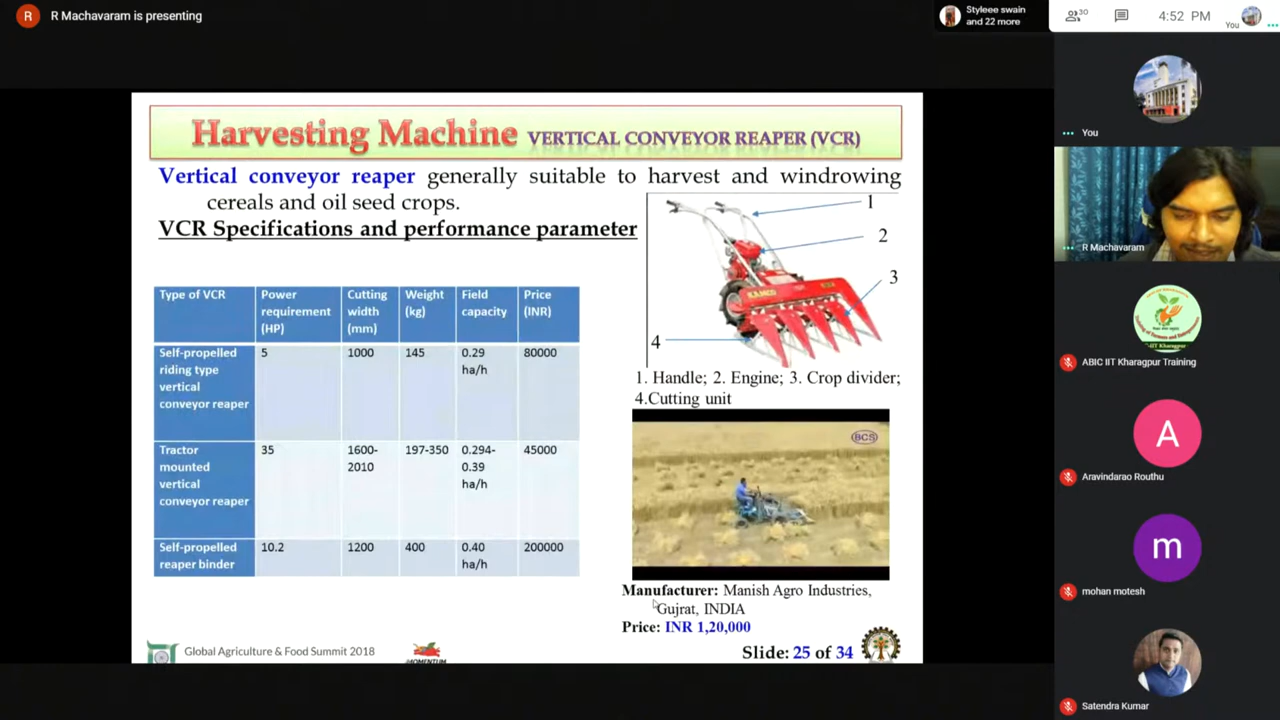 R
R Machavaram is presenting
Styleee swain
and 22 more
30
4:52 PM
You
Harvesting Machine VERTICAL CONVEYOR REAPER (VCR)
Vertical conveyor reaper generally suitable to harvest and windrowing
cereals and oil seed crops.
VCR Specifications and performance parameter
Type of VCR
Power requirement (HP)
Cutting width (mm)
Weight (kg)
Field capacity
Price (INR)
Self-propelled riding type vertical conveyor reaper
5
1000
145
0.29 ha/h
80000
Tractor mounted vertical conveyor reaper
35
1600-2010
197-350
0.294-0.39 ha/h
45000
Self-propelled reaper binder
10.2
1200
400
0.40 ha/h
200000
1
2
3
4
1. Handle; 2. Engine; 3. Crop divider;
4.Cutting unit
BCS
Manufacturer: Manish Agro Industries,
Gujrat, INDIA
Price: INR 1,20,000
Global Agriculture & Food Summit 2018
MOMENTUM
Slide: 25 of 34
You
R Machavaram
ABIC IIT Kharagpur Training
A
Aravindarao Routhu
m
mohan motesh
Satendra Kumar